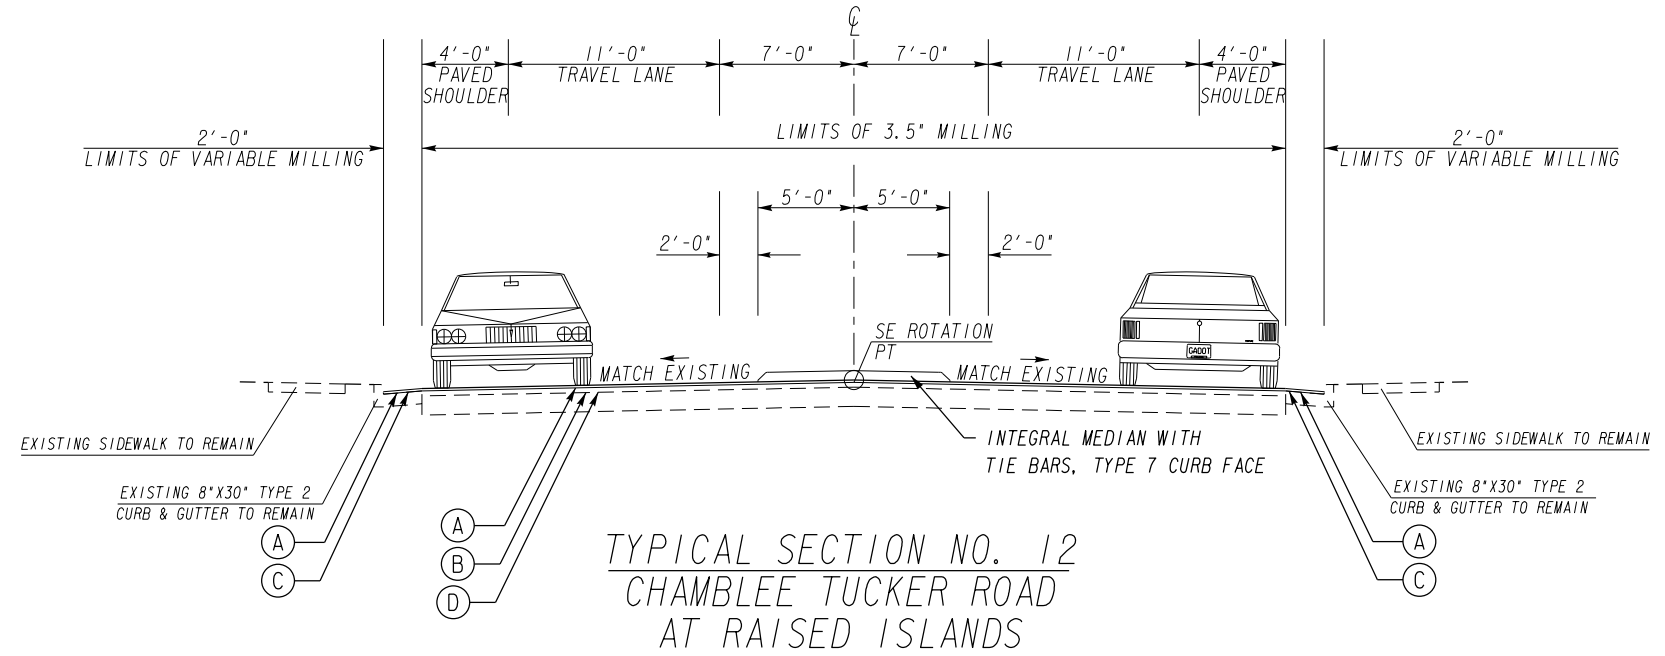 ℄
4'-0" 11'-0" 7'-0" 7'-0" 11'-0" 4'-0"
PAVED TRAVEL LANE TRAVEL LANE PAVED
SHOULDER SHOULDER
2'-0" LIMITS OF 3.5" MILLING 2'-0"
LIMITS OF VARIABLE MILLING LIMITS OF VARIABLE MILLING
5'-0" 5'-0"
2'-0" 2'-0"
SE ROTATION
PT
GADOT
MATCH EXISTING MATCH EXISTING
EXISTING SIDEWALK TO REMAIN
INTEGRAL MEDIAN WITH
TIE BARS, TYPE 7 CURB FACE
EXISTING SIDEWALK TO REMAIN
EXISTING 8"X30" TYPE 2
CURB & GUTTER TO REMAIN
EXISTING 8"X30" TYPE 2
CURB & GUTTER TO REMAIN
A
C
A
B
D
A
C
TYPICAL SECTION NO. 12
CHAMBLEE TUCKER ROAD
AT RAISED ISLANDS